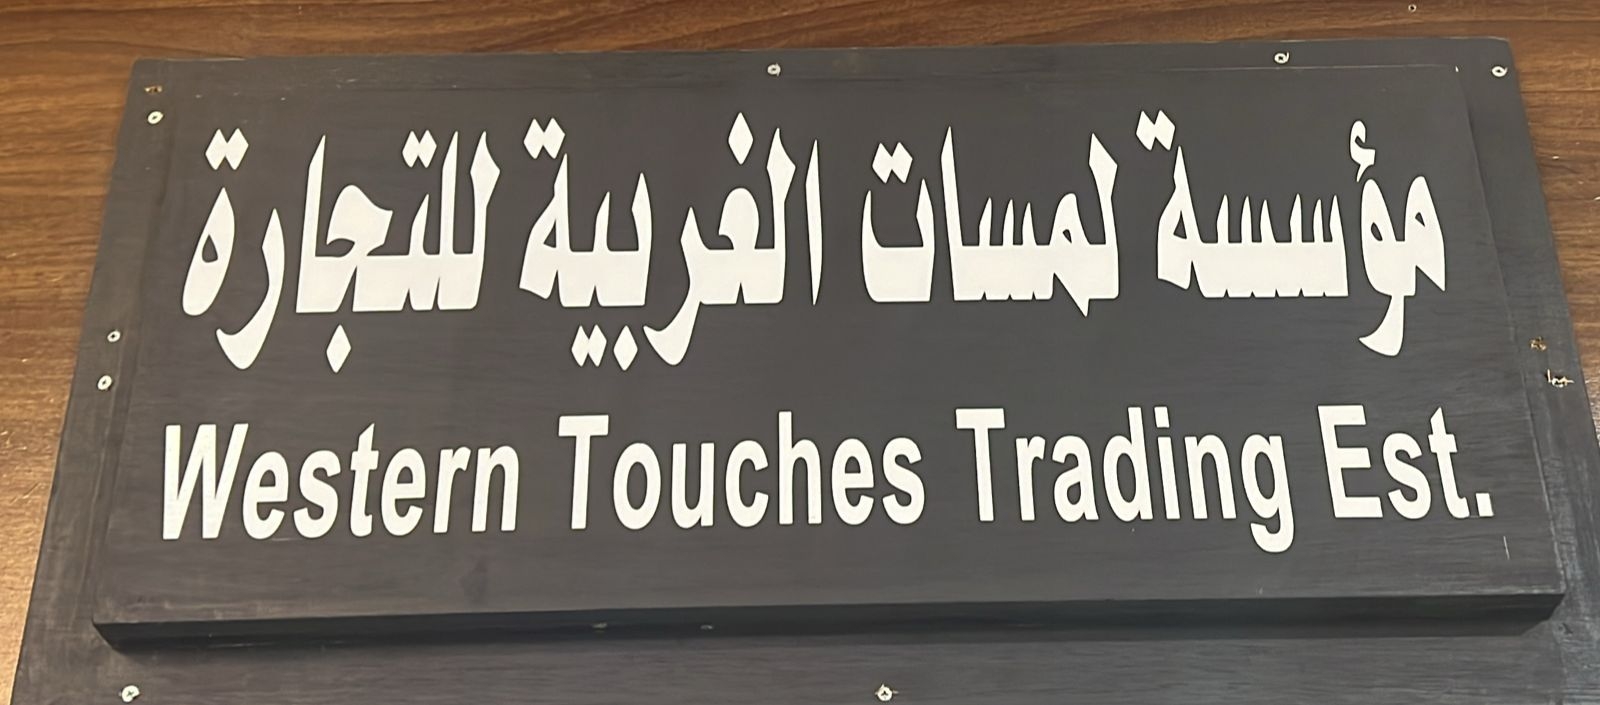 مؤسسة لمسات الغربية للتجارة
Western Touches Trading Est.